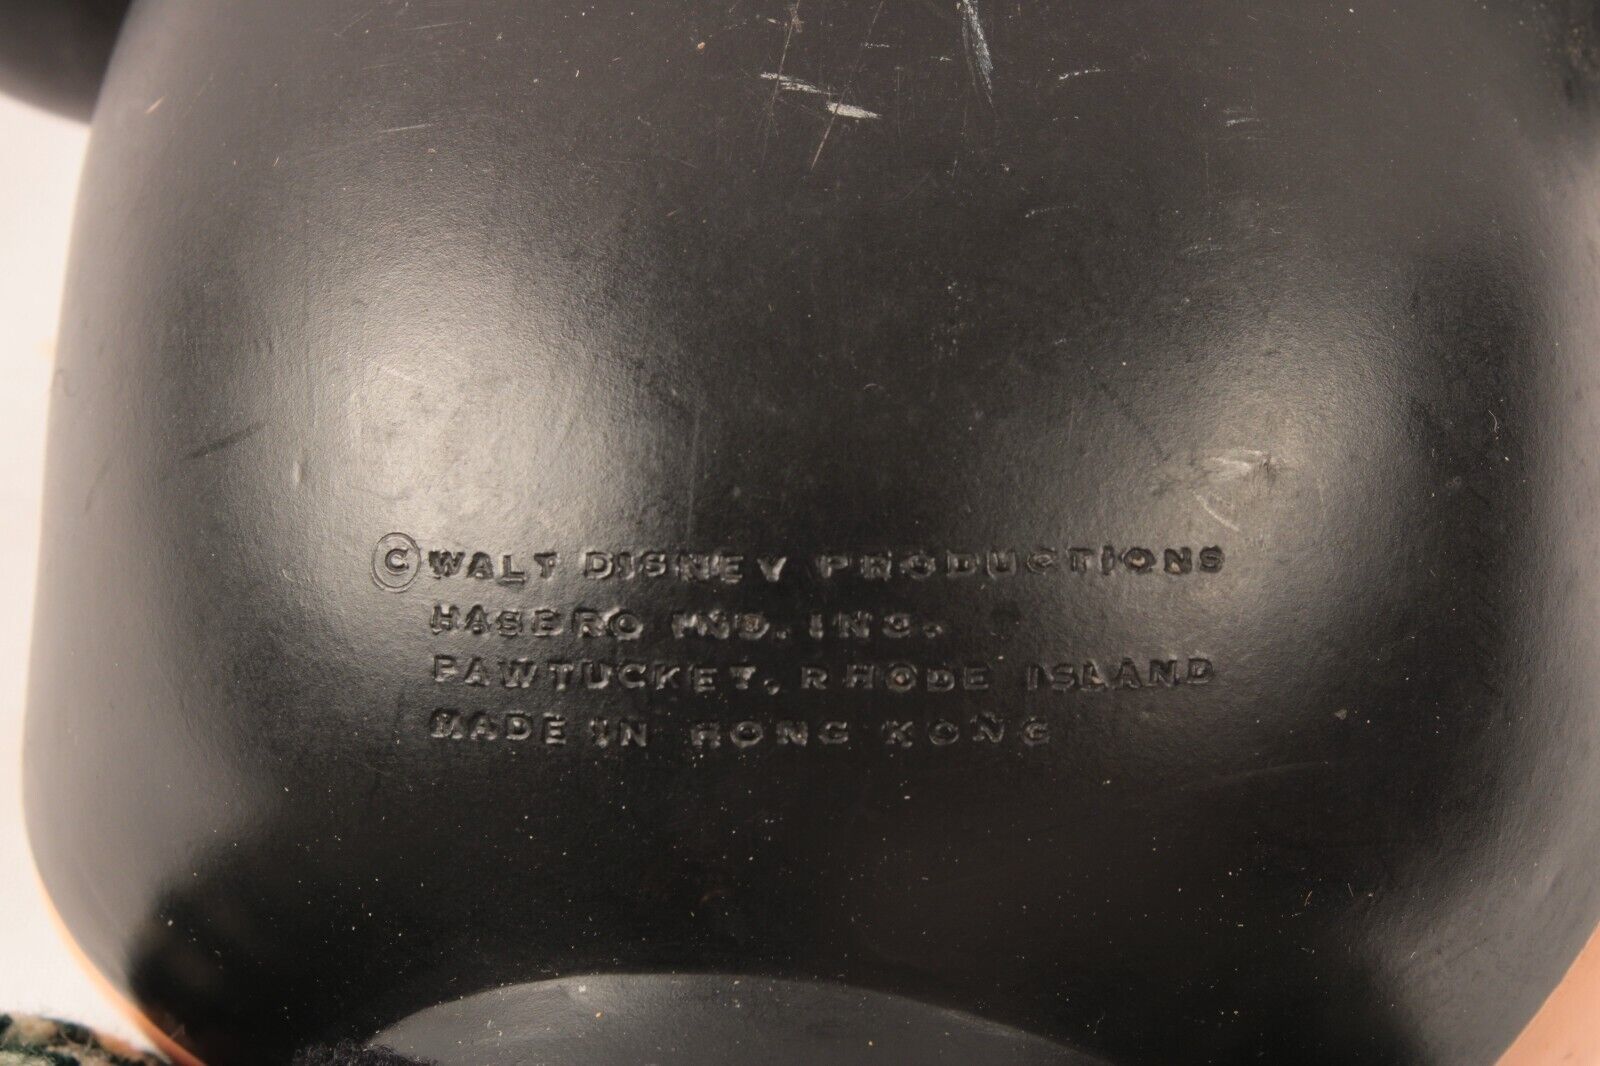 © WALT DISNEY PRODUCTIONS
HASBRO IND. INC.
PAWTUCKET, RHODE ISLAND
MADE IN HONG KONG